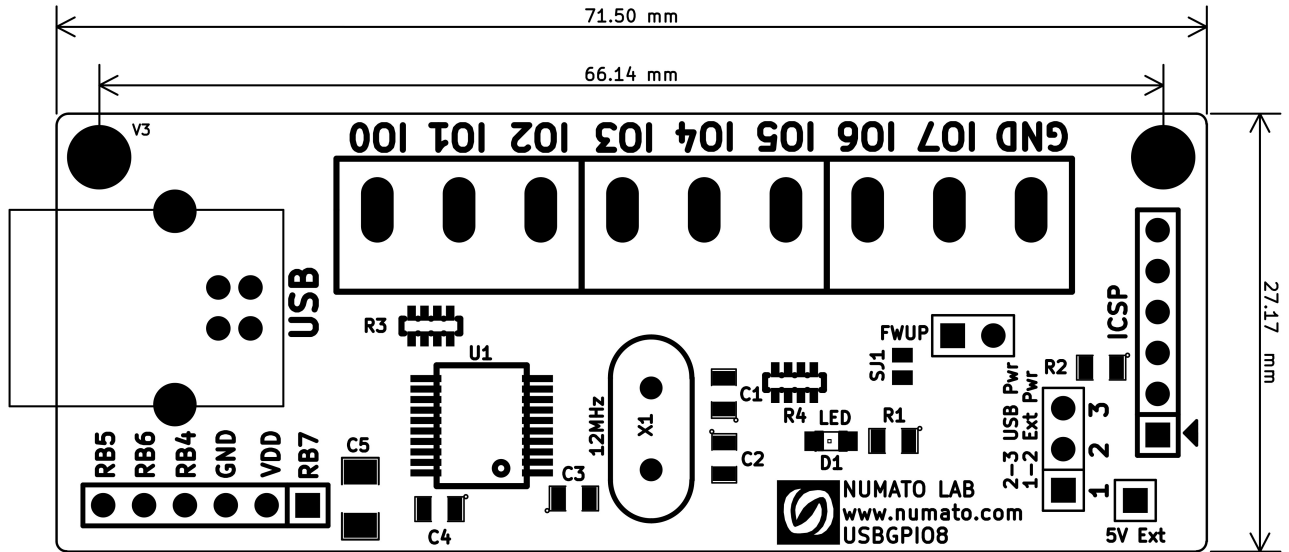 71.50 mm
66.14 mm
V3
IO0 IO1 IO2 IO3 IO4 IO5 IO6 IO7 GND
USB
27.17 mm
ICSP
R3
U1
FWUP
SJ1
R2
2-3 USB Pwr
1-2 Ext Pwr
3
2
1
12MHz
X1
C1
R4
LED
R1
D1
C2
RB5
RB6
RB4
GND
VDD
RB7
C5
C3
C4
NUMATO LAB
www.numato.com
USBGPIO8
5V Ext